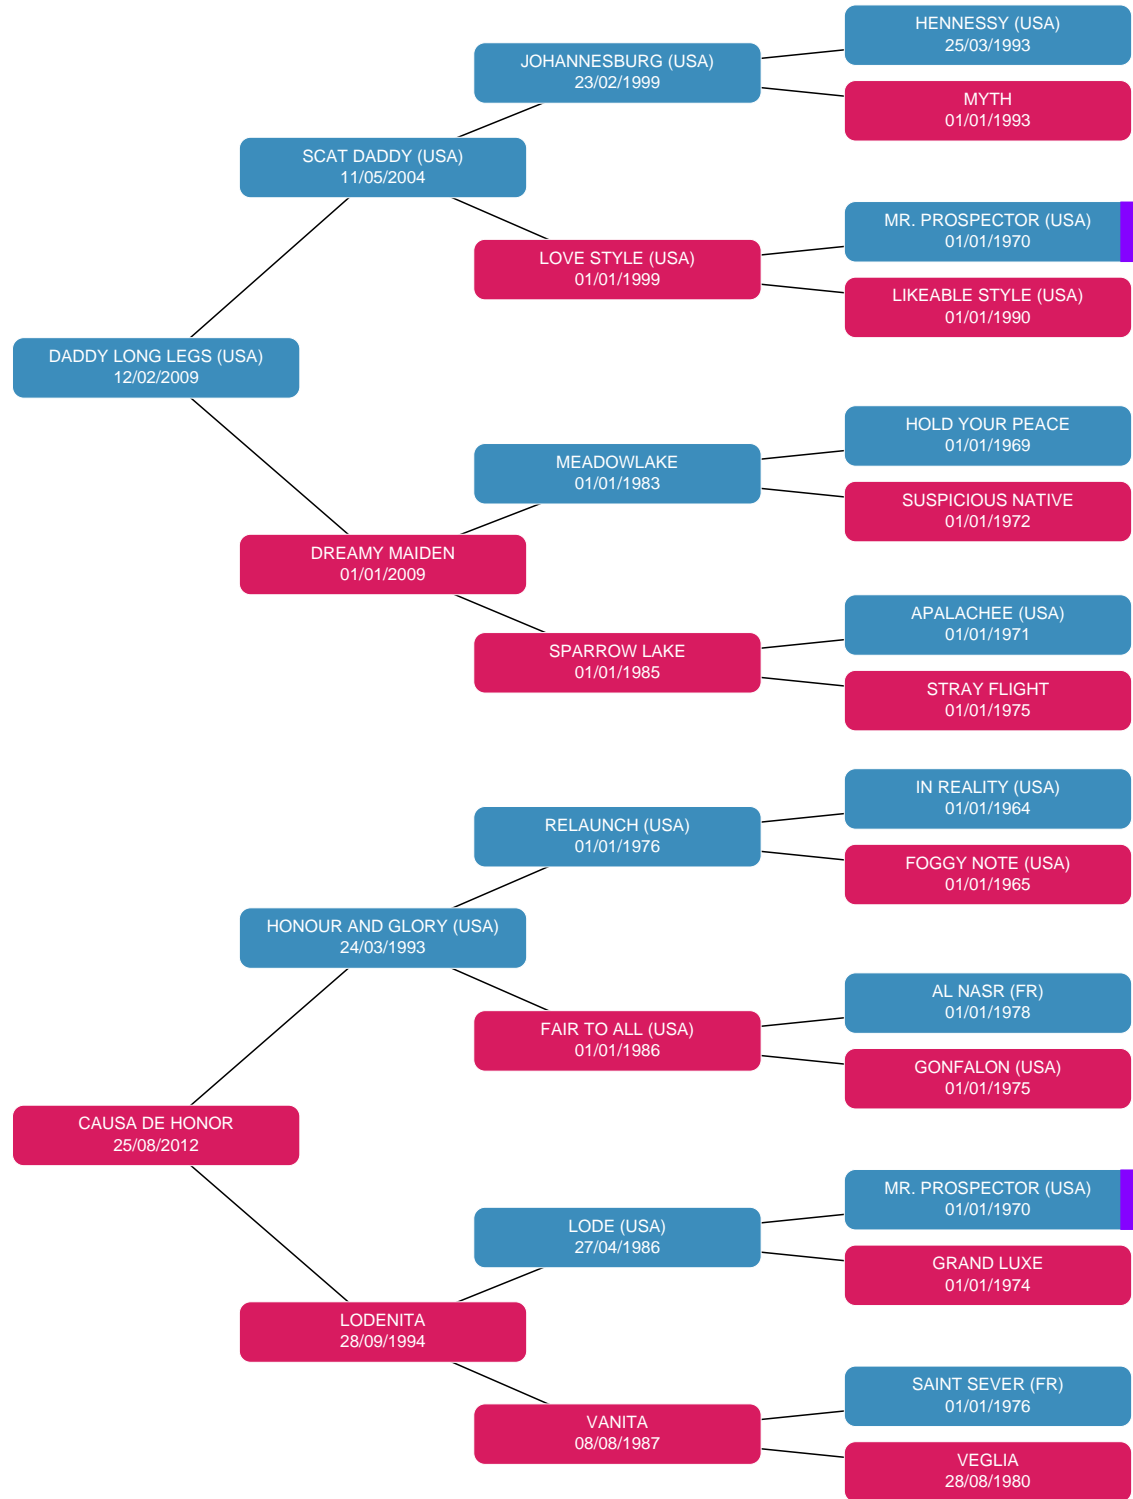 HENNESSY (USA)
25/03/1993
JOHANNESBURG (USA)
23/02/1999
MYTH
01/01/1993
SCAT DADDY (USA)
11/05/2004
MR. PROSPECTOR (USA)
01/01/1970
LOVE STYLE (USA)
01/01/1999
LIKEABLE STYLE (USA)
01/01/1990
DADDY LONG LEGS (USA)
12/02/2009
HOLD YOUR PEACE
01/01/1969
MEADOWLAKE
01/01/1983
SUSPICIOUS NATIVE
01/01/1972
DREAMY MAIDEN
01/01/2009
APALACHEE (USA)
01/01/1971
SPARROW LAKE
01/01/1985
STRAY FLIGHT
01/01/1975
IN REALITY (USA)
01/01/1964
RELAUNCH (USA)
01/01/1976
FOGGY NOTE (USA)
01/01/1965
HONOUR AND GLORY (USA)
24/03/1993
AL NASR (FR)
01/01/1978
FAIR TO ALL (USA)
01/01/1986
GONFALON (USA)
01/01/1975
CAUSA DE HONOR
25/08/2012
MR. PROSPECTOR (USA)
01/01/1970
LODE (USA)
27/04/1986
GRAND LUXE
01/01/1974
LODENITA
28/09/1994
SAINT SEVER (FR)
01/01/1976
VANITA
08/08/1987
VEGLIA
28/08/1980